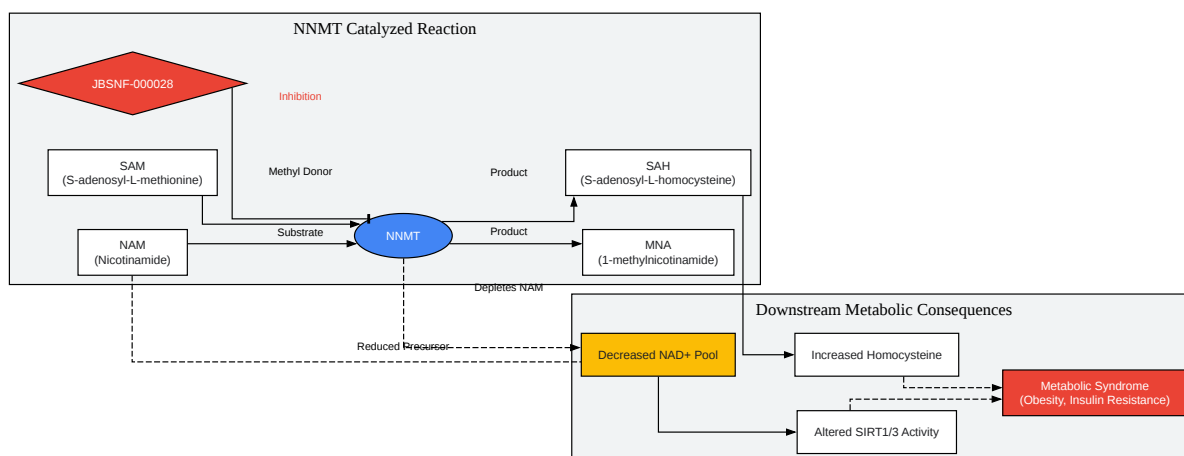 NNMT Catalyzed Reaction
JBSNF-000028
Inhibition
SAM
(S-adenosyl-L-methionine)
Methyl Donor
Product
SAH
(S-adenosyl-L-homocysteine)
NAM
(Nicotinamide)
Substrate
NNMT
Product
MNA
(1-methylnicotinamide)
Depletes NAM
Downstream Metabolic Consequences
Reduced Precursor
Decreased NAD+ Pool
Increased Homocysteine
Metabolic Syndrome
(Obesity, Insulin Resistance)
Altered SIRT1/3 Activity